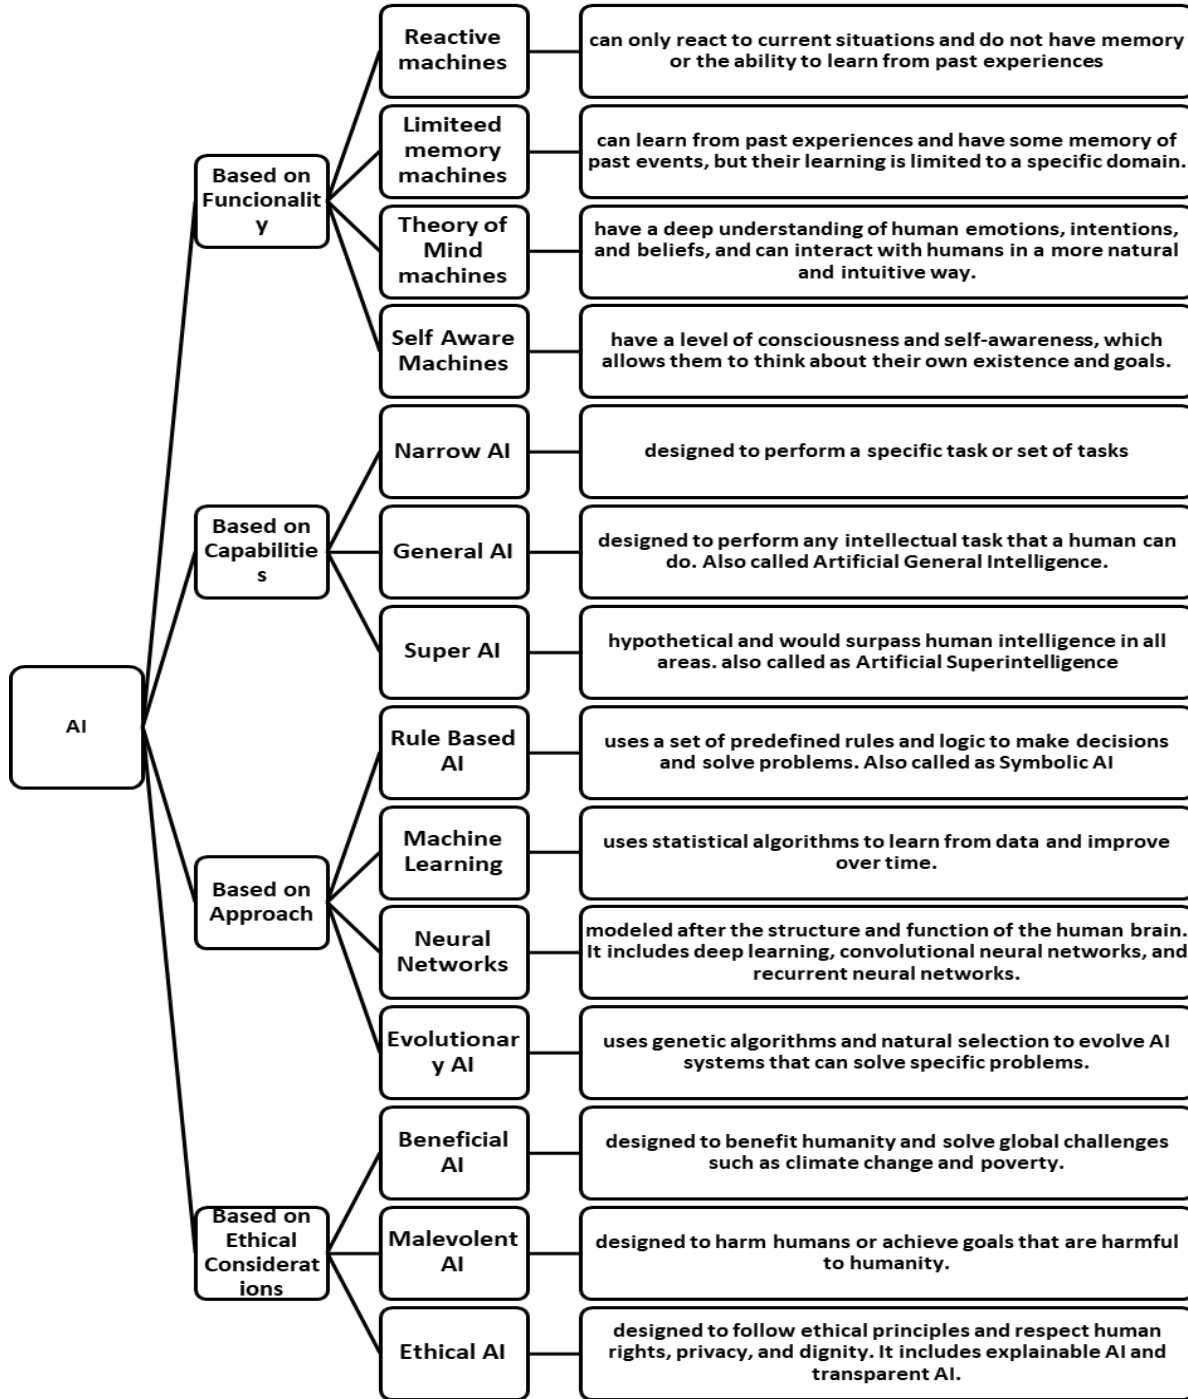 AI
Based on
Funcionalit
y
Reactive
machines
can only react to current situations and do not have memory
or the ability to learn from past experiences
Limiteed
memory
machines
can learn from past experiences and have some memory of
past events, but their learning is limited to a specific domain.
Theory of
Mind
machines
have a deep understanding of human emotions, intentions,
and beliefs, and can interact with humans in a more natural
and intuitive way.
Self Aware
Machines
have a level of consciousness and self-awareness, which
allows them to think about their own existence and goals.
Based on
Capabilitie
s
Narrow AI
designed to perform a specific task or set of tasks
General AI
designed to perform any intellectual task that a human can
do. Also called Artificial General Intelligence.
Super AI
hypothetical and would surpass human intelligence in all
areas. also called as Artificial Superintelligence
Based on
Approach
Rule Based
AI
uses a set of predefined rules and logic to make decisions
and solve problems. Also called as Symbolic AI
Machine
Learning
uses statistical algorithms to learn from data and improve
over time.
Neural
Networks
modeled after the structure and function of the human brain.
It includes deep learning, convolutional neural networks, and
recurrent neural networks.
Evolutionar
y AI
uses genetic algorithms and natural selection to evolve AI
systems that can solve specific problems.
Based on
Ethical
Considerat
ions
Beneficial
AI
designed to benefit humanity and solve global challenges
such as climate change and poverty.
Malevolent
AI
designed to harm humans or achieve goals that are harmful
to humanity.
Ethical AI
designed to follow ethical principles and respect human
rights, privacy, and dignity. It includes explainable AI and
transparent AI.